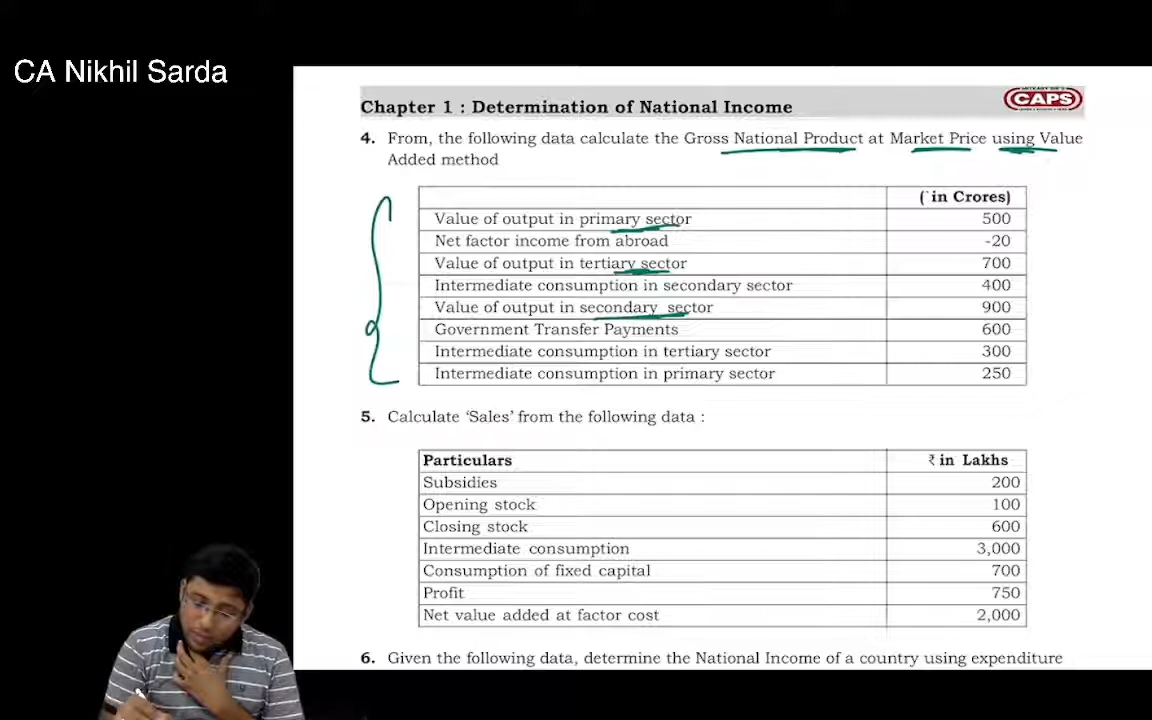 CA Nikhil Sarda
Chapter 1 : Determination of National Income
CAPS
4. From, the following data calculate the Gross National Product at Market Price using Value
Added method
(`in Crores)
Value of output in primary sector 500
Net factor income from abroad -20
Value of output in tertiary sector 700
Intermediate consumption in secondary sector 400
Value of output in secondary sector 900
Government Transfer Payments 600
Intermediate consumption in tertiary sector 300
Intermediate consumption in primary sector 250
5. Calculate ‘Sales’ from the following data :
Particulars ₹ in Lakhs
Subsidies 200
Opening stock 100
Closing stock 600
Intermediate consumption 3,000
Consumption of fixed capital 700
Profit 750
Net value added at factor cost 2,000
6. Given the following data, determine the National Income of a country using expenditure